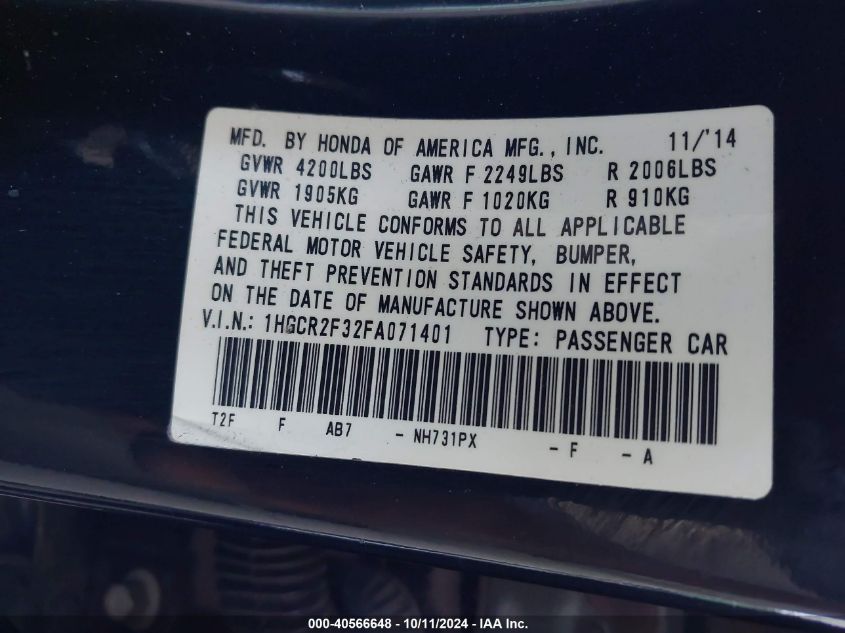 MFD. BY HONDA OF AMERICA MFG., INC. 11/'14
GVWR 4200LBS GAWR F 2249LBS R 2006LBS
GVWR 1905KG GAWR F 1020KG R 910KG
THIS VEHICLE CONFORMS TO ALL APPLICABLE
FEDERAL MOTOR VEHICLE SAFETY, BUMPER,
AND THEFT PREVENTION STANDARDS IN EFFECT
ON THE DATE OF MANUFACTURE SHOWN ABOVE.
V.I.N.: 1HGCR2F32FA071401 TYPE: PASSENGER CAR
T2F F AB7 - NH731PX - F - A
000-40566648 - 10/11/2024 - IAA Inc.